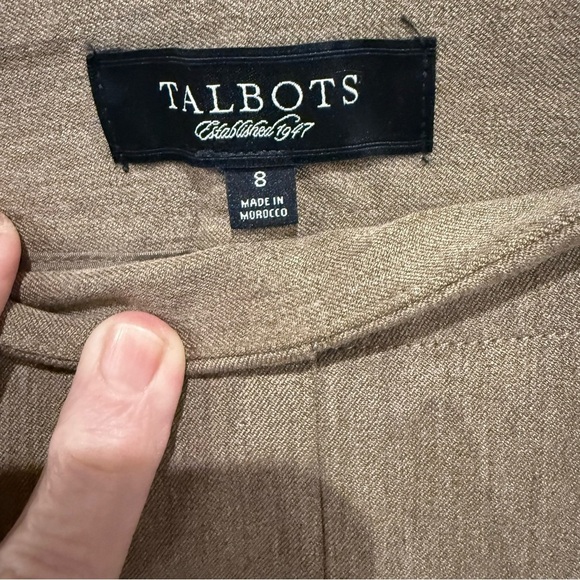 TALBOTS
Established 1947
8
MADE IN
MOROCCO